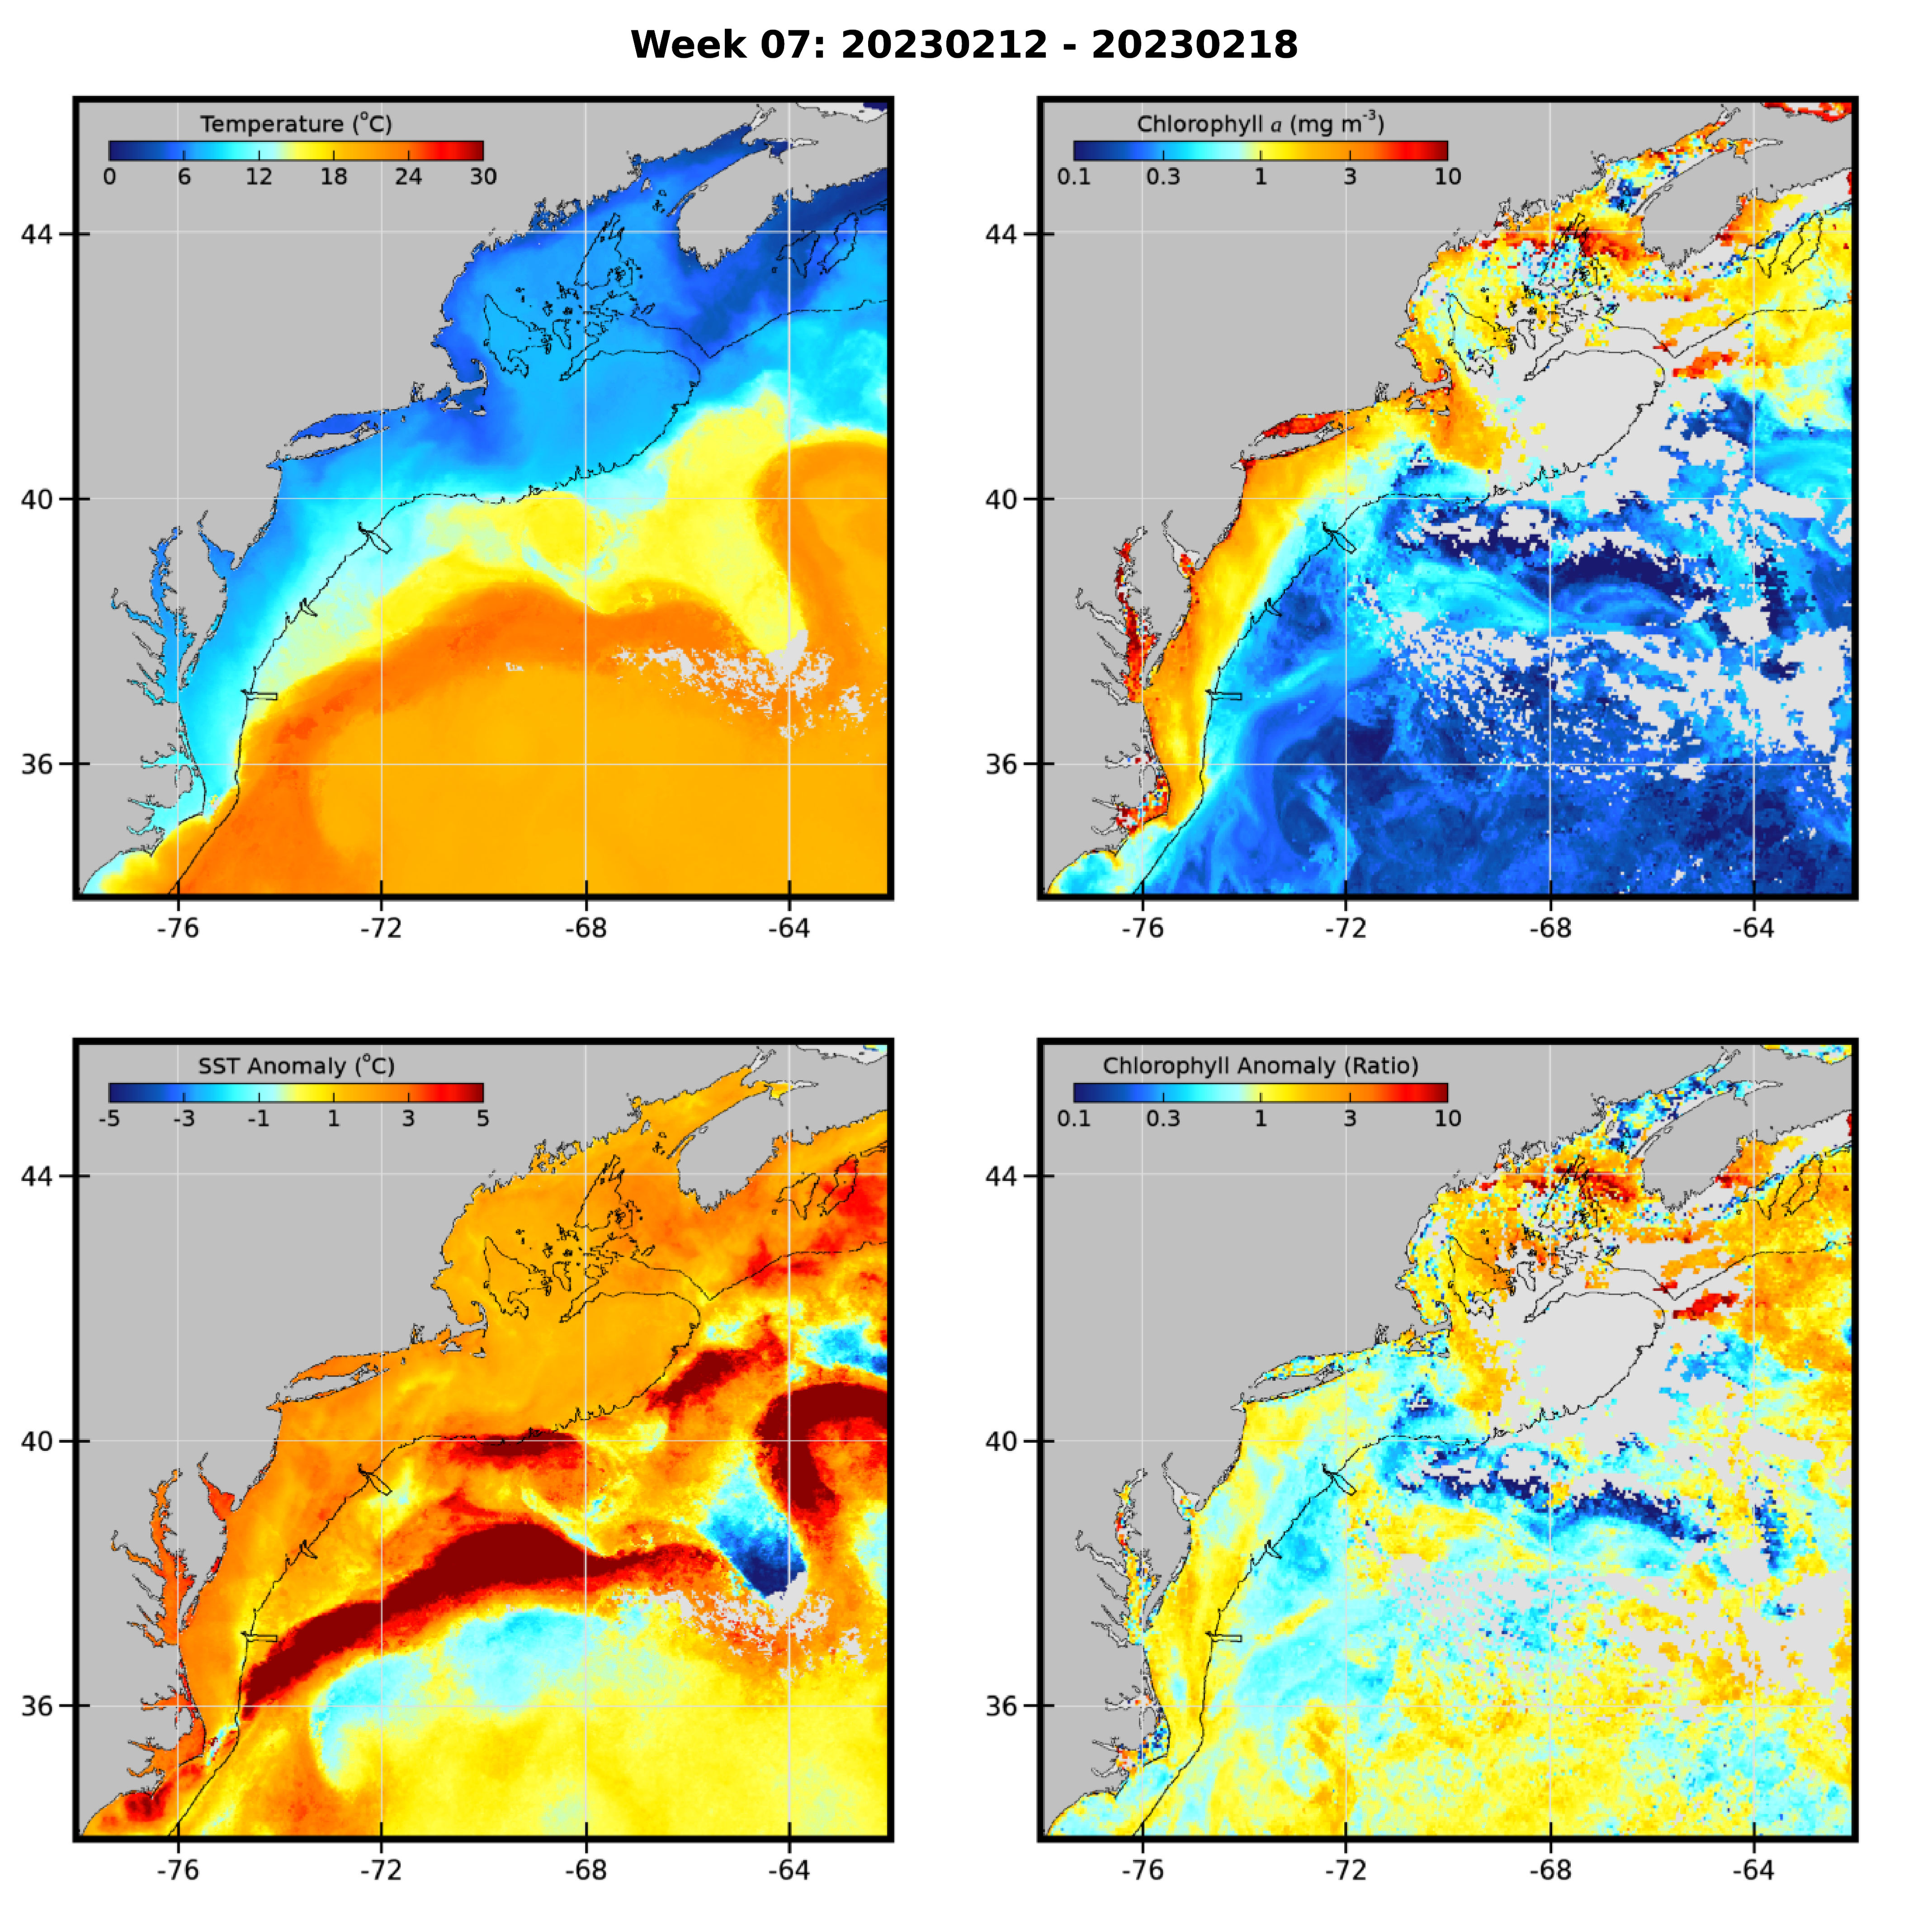 Week 07: 20230212 - 20230218
Temperature (°C)
0 6 12 18 24 30
44
40
36
-76 -72 -68 -64
Chlorophyll a (mg m⁻³)
0.1 0.3 1 3 10
44
40
36
-76 -72 -68 -64
SST Anomaly (°C)
-5 -3 -1 1 3 5
44
40
36
-76 -72 -68 -64
Chlorophyll Anomaly (Ratio)
0.1 0.3 1 3 10
44
40
36
-76 -72 -68 -64